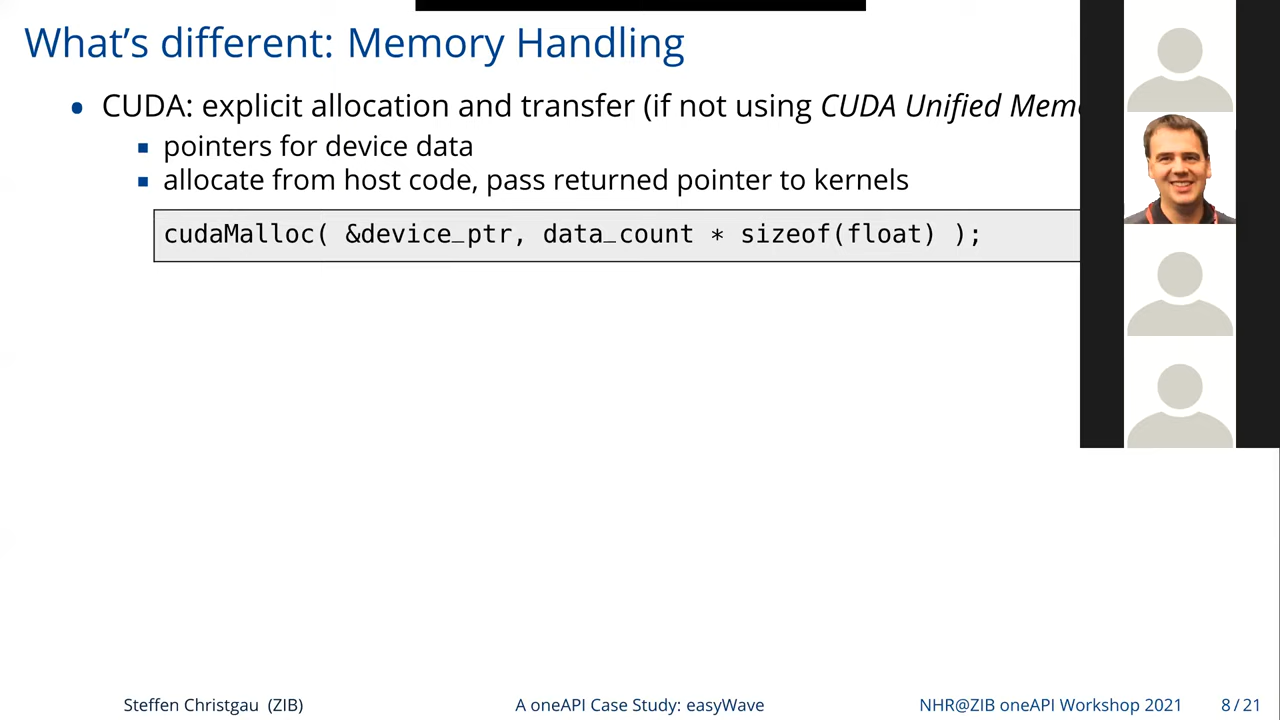 What's different: Memory Handling
• CUDA: explicit allocation and transfer (if not using CUDA Unified
▪ pointers for device data
▪ allocate from host code, pass returned pointer to kernels
cudaMalloc( &device_ptr, data_count * sizeof(float) );
Steffen Christgau (ZIB) A oneAPI Case Study: easyWave NHR@ZIB oneAPI Workshop 2021 8 / 21